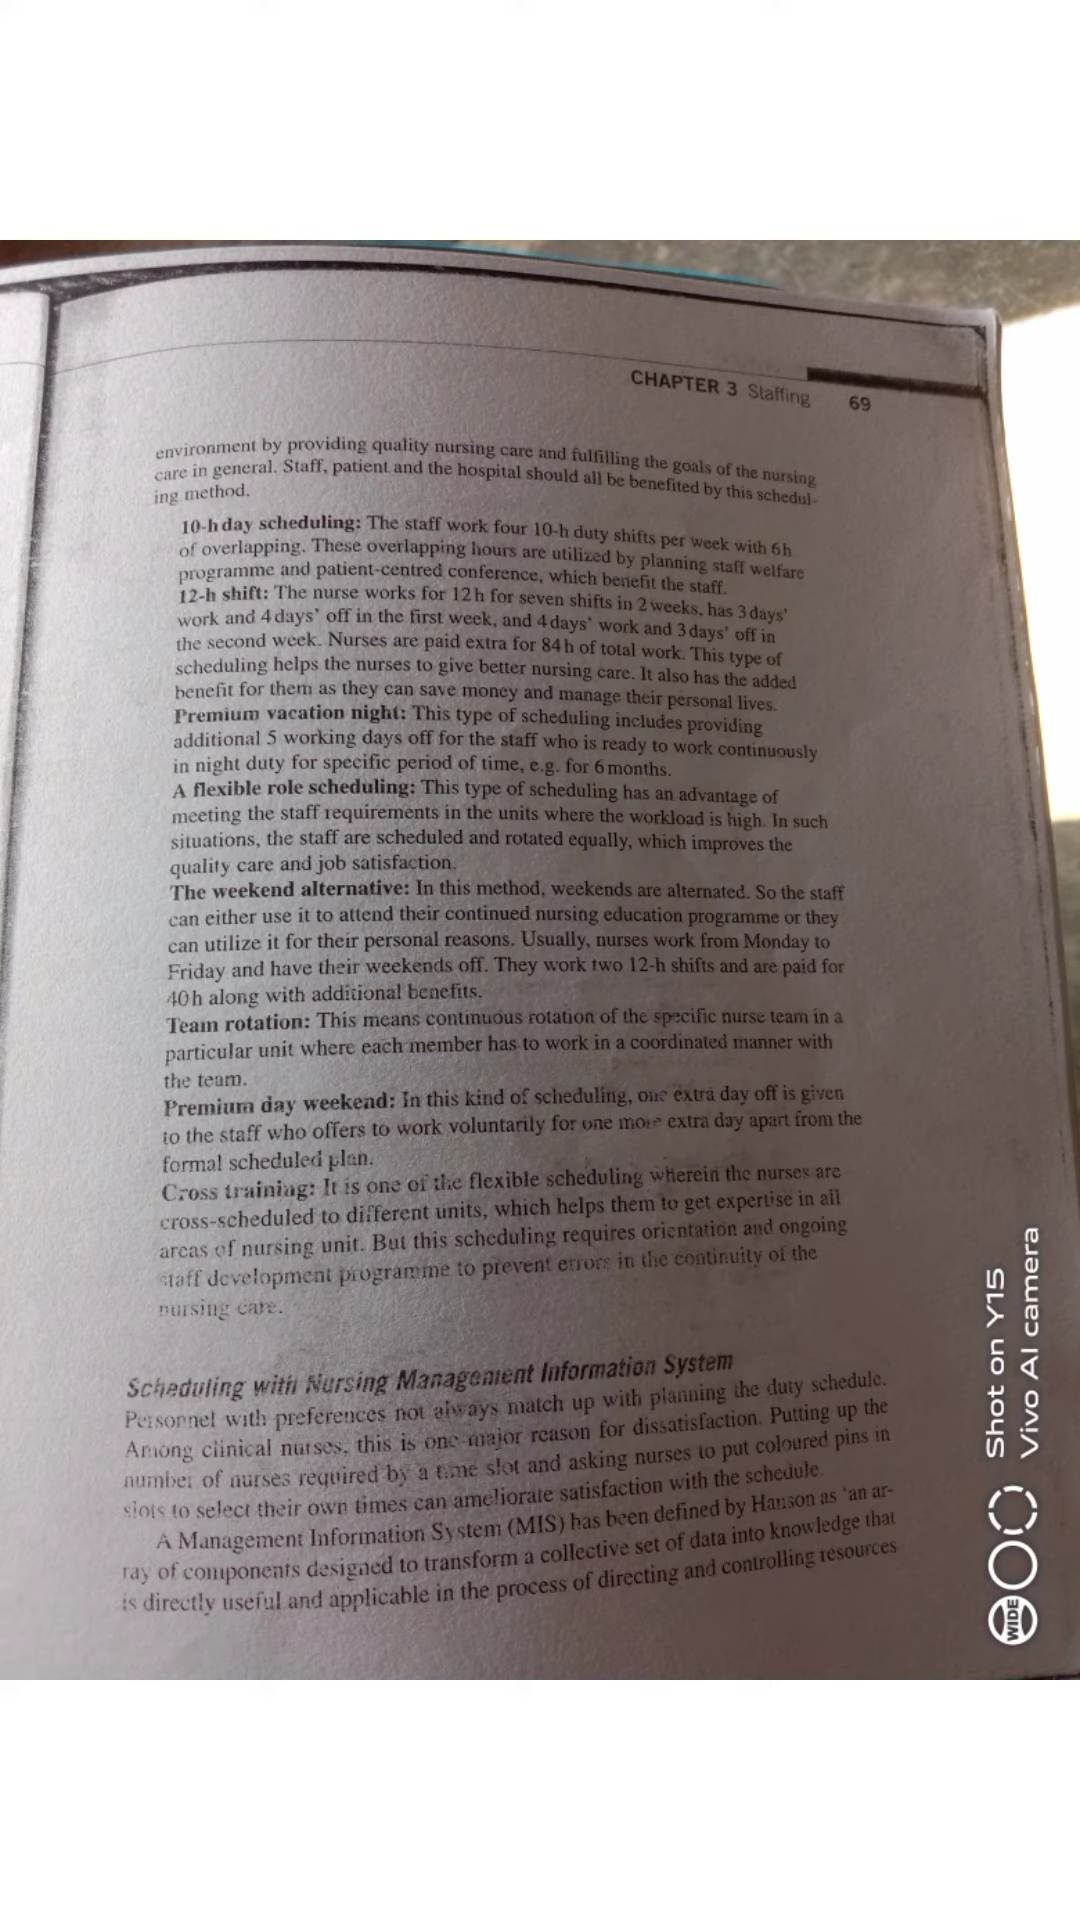 CHAPTER 3 Staffing 69
environment by providing quality nursing care and fulfilling the goals of the nursing
care in general. Staff, patient and the hospital should all be benefited by this schedul-
ing method.
10-h day scheduling: The staff work four 10-h duty shifts per week with 6h
of overlapping. These overlapping hours are utilized by planning staff welfare
programme and patient-centred conference, which benefit the staff.
12-h shift: The nurse works for 12h for seven shifts in 2 weeks, has 3 days'
work and 4 days' off in the first week, and 4 days' work and 3 days' off in
the second week. Nurses are paid extra for 84h of total work. This type of
scheduling helps the nurses to give better nursing care. It also has the added
benefit for them as they can save money and manage their personal lives.
Premium vacation night: This type of scheduling includes providing
additional 5 working days off for the staff who is ready to work continuously
in night duty for specific period of time, e.g. for 6 months.
A flexible role scheduling: This type of scheduling has an advantage of
meeting the staff requirements in the units where the workload is high. In such
situations, the staff are scheduled and rotated equally, which improves the
quality care and job satisfaction.
The weekend alternative: In this method, weekends are alternated. So the staff
can either use it to attend their continued nursing education programme or they
can utilize it for their personal reasons. Usually, nurses work from Monday to
Friday and have their weekends off. They work two 12-h shifts and are paid for
40h along with additional benefits.
Team rotation: This means continuous rotation of the specific nurse team in a
particular unit where each member has to work in a coordinated manner with
the team.
Premium day weekend: In this kind of scheduling, one extra day off is given
to the staff who offers to work voluntarily for one more extra day apart from the
formal scheduled plan.
Cross training: It is one of the flexible scheduling wherein the nurses are
cross-scheduled to different units, which helps them to get expertise in all
areas of nursing unit. But this scheduling requires orientation and ongoing
staff development programme to prevent errors in the continuity of the
nursing care.
Scheduling with Nursing Management Information System
Personnel with preferences not always match up with planning the duty schedule.
Among clinical nurses, this is one major reason for dissatisfaction. Putting up the
number of nurses required by a time slot and asking nurses to put coloured pins in
slots to select their own times can ameliorate satisfaction with the schedule.
A Management Information System (MIS) has been defined by Hanson as 'an ar-
ray of components designed to transform a collective set of data into knowledge that
is directly useful and applicable in the process of directing and controlling resources
WIDE
Shot on Y15
Vivo AI camera